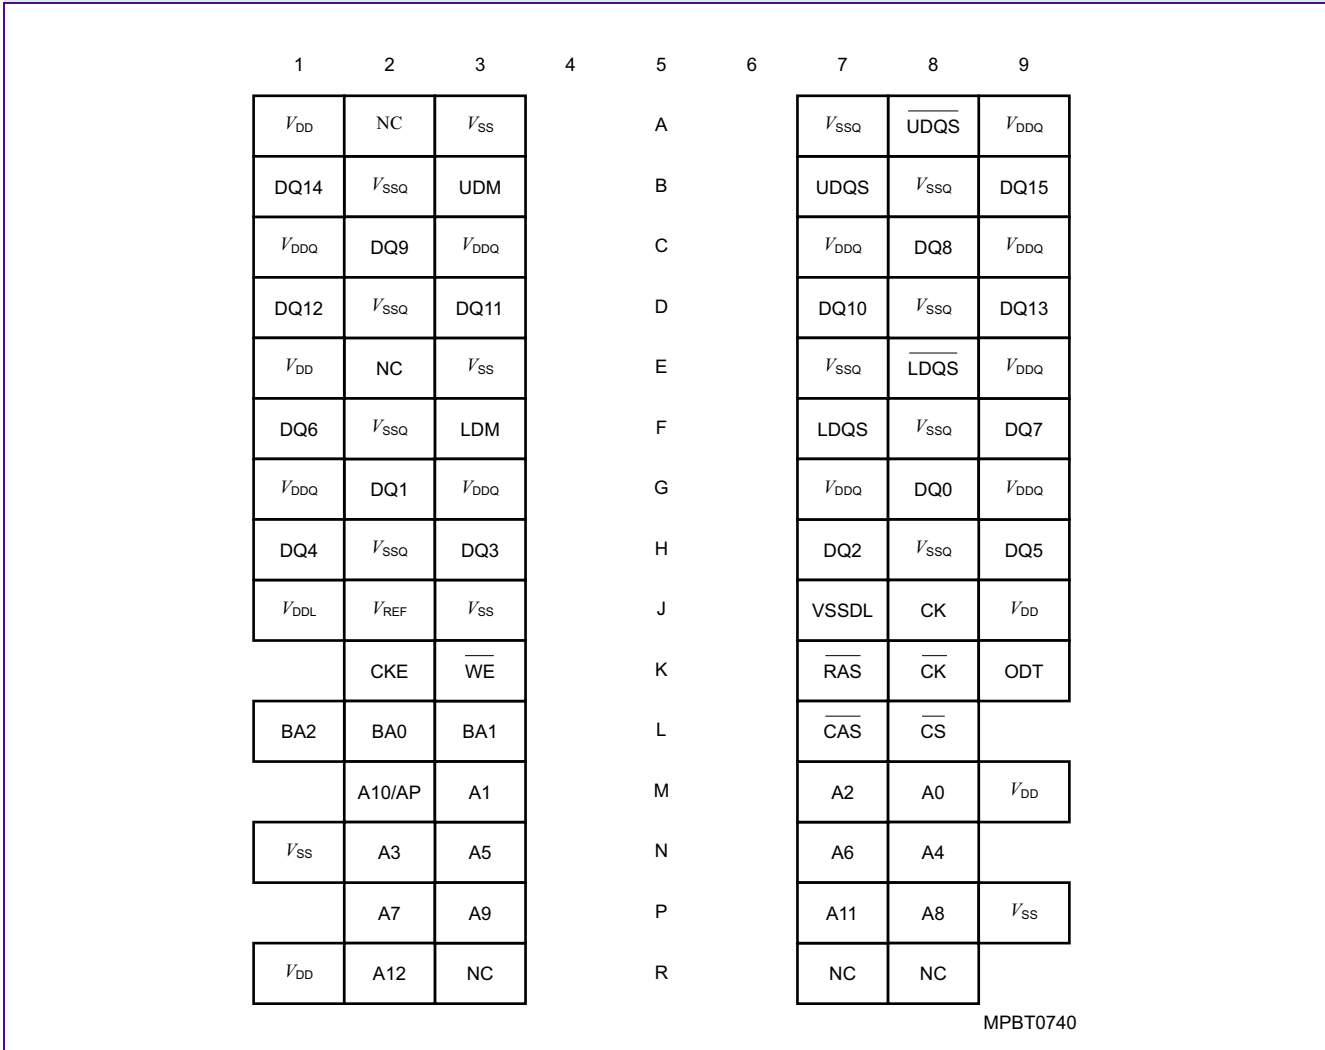 1 2 3 4 5 6 7 8 9
VDD NC VSS A VSSQ UDQS VDDQ
DQ14 VSSQ UDM B UDQS VSSQ DQ15
VDDQ DQ9 VDDQ C VDDQ DQ8 VDDQ
DQ12 VSSQ DQ11 D DQ10 VSSQ DQ13
VDD NC VSS E VSSQ LDQS VDDQ
DQ6 VSSQ LDM F LDQS VSSQ DQ7
VDDQ DQ1 VDDQ G VDDQ DQ0 VDDQ
DQ4 VSSQ DQ3 H DQ2 VSSQ DQ5
VDDL VREF VSS J VSSDL CK VDD
CKE WE K RAS CK ODT
BA2 BA0 BA1 L CAS CS
A10/AP A1 M A2 A0 VDD
VSS A3 A5 N A6 A4
A7 A9 P A11 A8 VSS
VDD A12 NC R NC NC
MPBT0740